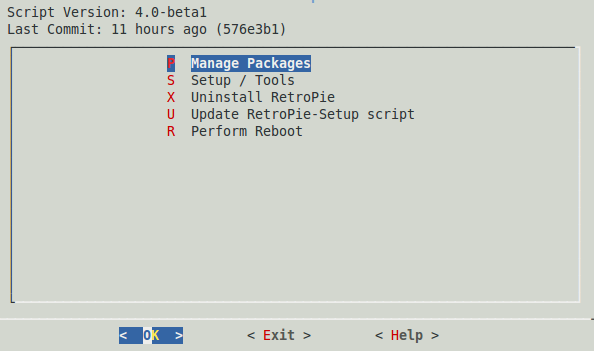 Script Version: 4.0-beta1
Last Commit: 11 hours ago (576e3b1)
P Manage Packages
S Setup / Tools
X Uninstall RetroPie
U Update RetroPie-Setup script
R Perform Reboot
< OK > < Exit > < Help >